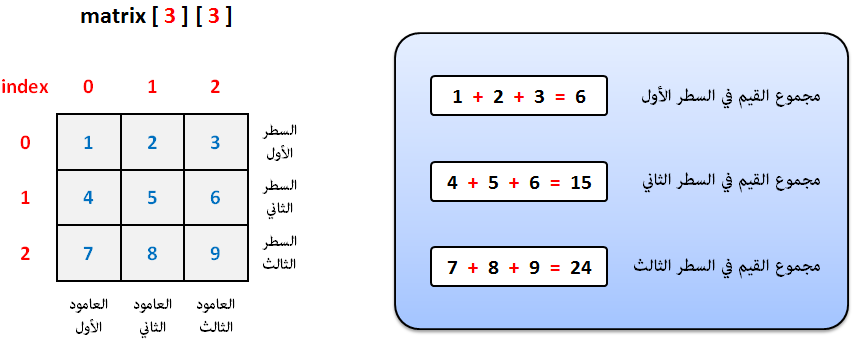 matrix [ 3 ] [ 3 ]
index 0 1 2
0 1 2 3 السطر الأول
1 4 5 6 السطر الثاني
2 7 8 9 السطر الثالث
العامود الأول
العامود الثاني
العامود الثالث
مجموع القيم في السطر الأول
1 + 2 + 3 = 6
مجموع القيم في السطر الثاني
4 + 5 + 6 = 15
مجموع القيم في السطر الثالث
7 + 8 + 9 = 24